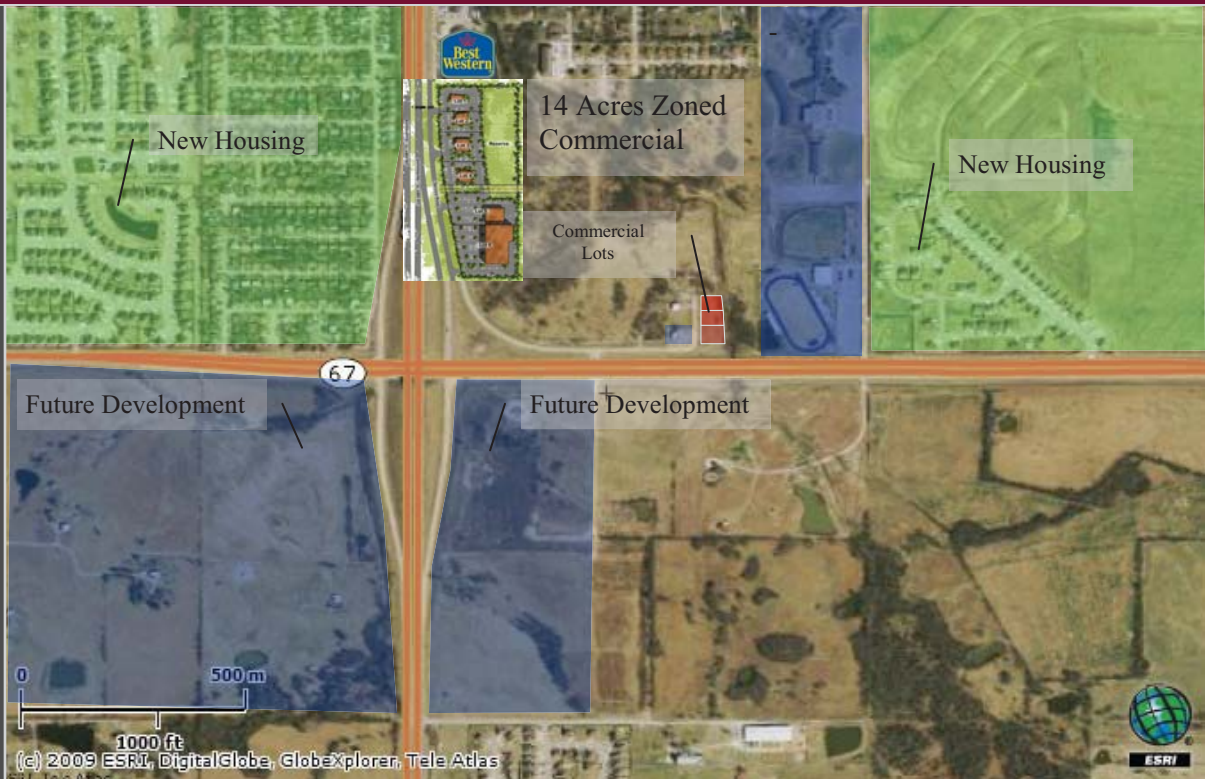 Best
Western
14 Acres Zoned
Commercial
New Housing
New Housing
Commercial
Lots
67
Future Development
Future Development
0
500 m
1000 ft
(c) 2009 ESRI, DigitalGlobe, GlobeXplorer, Tele Atlas
ESRI